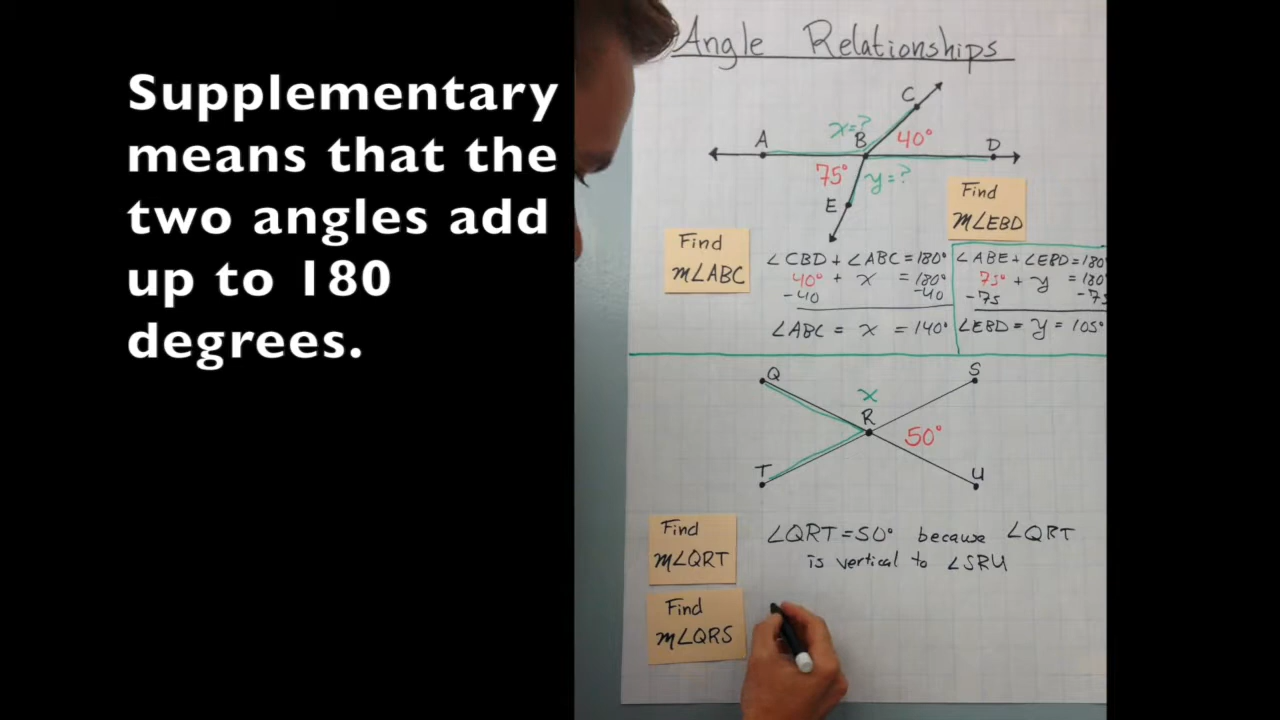 Supplementary
means that the
two angles add
up to 180
degrees.
Angle Relationships
C
x=?
A
B
40°
D
75°
y=?
E
Find
m∠EBD
Find
m∠ABC
∠CBD + ∠ABC = 180°
40° + x = 180°
-40 -40
∠ABC = x = 140°
∠ABE + ∠EBD = 180°
75° + y = 180°
-75 -75
∠EBD = y = 105°
Q
S
x
R
50°
T
U
Find
m∠QRT
∠QRT = 50° because ∠QRT
is vertical to ∠SRU
Find
m∠QRS